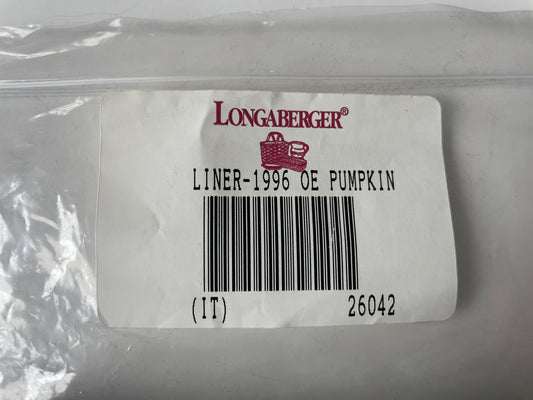 LONGABERGER®
LINER-1996 OE PUMPKIN
(IT) 26042